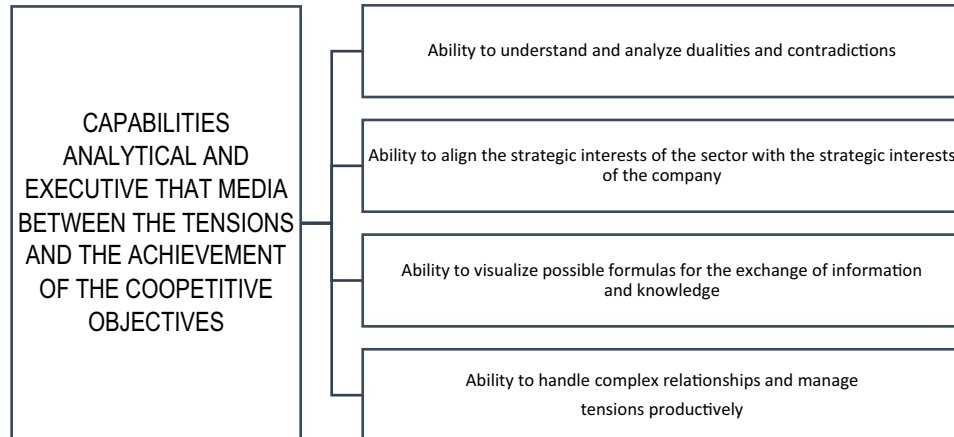 CAPABILITIES
ANALYTICAL AND
EXECUTIVE THAT MEDIA
BETWEEN THE TENSIONS
AND THE ACHIEVEMENT
OF THE COOPETITIVE
OBJECTIVES
Ability to understand and analyze dualities and contradictions
Ability to align the strategic interests of the sector with the strategic interests
of the company
Ability to visualize possible formulas for the exchange of information
and knowledge
Ability to handle complex relationships and manage
tensions productively